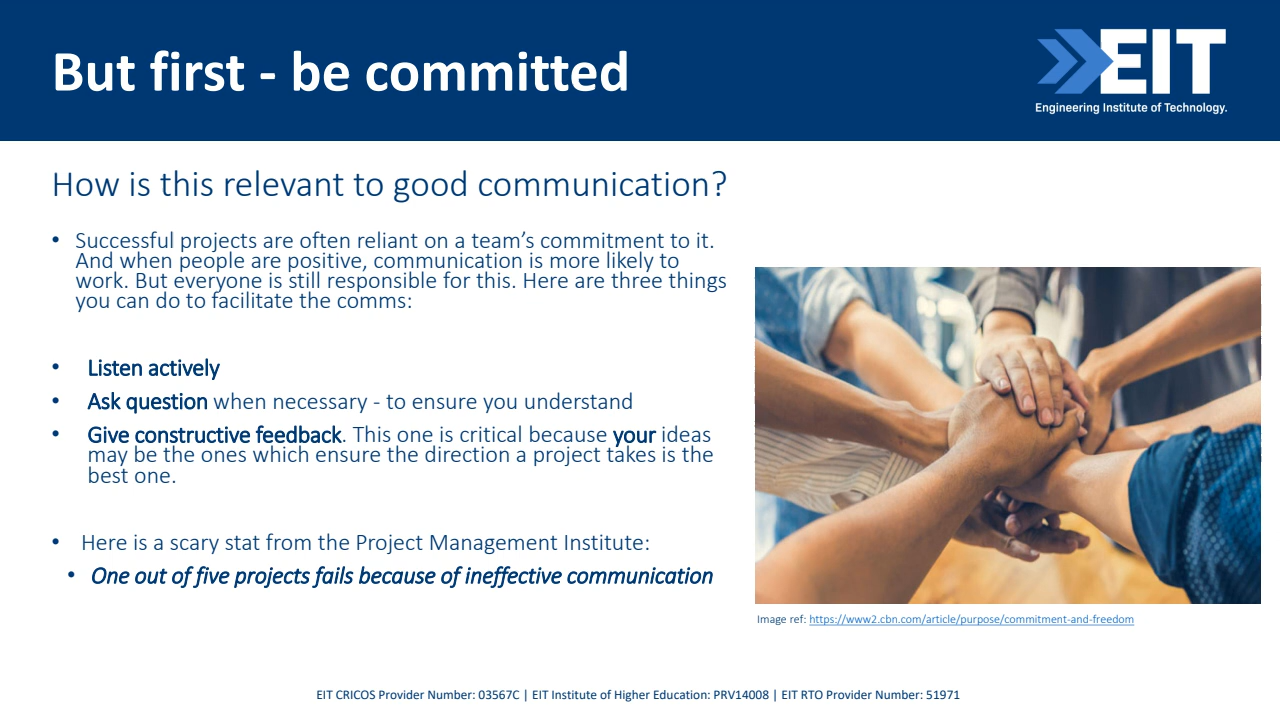 But first - be committed
EIT
Engineering Institute of Technology.
How is this relevant to good communication?
• Successful projects are often reliant on a team’s commitment to it.
And when people are positive, communication is more likely to
work. But everyone is still responsible for this. Here are three things
you can do to facilitate the comms:
• Listen actively
• Ask question when necessary - to ensure you understand
• Give constructive feedback. This one is critical because your ideas
may be the ones which ensure the direction a project takes is the
best one.
• Here is a scary stat from the Project Management Institute:
• One out of five projects fails because of ineffective communication
Image ref: https://www2.cbn.com/article/purpose/commitment-and-freedom
EIT CRICOS Provider Number: 03567C | EIT Institute of Higher Education: PRV14008 | EIT RTO Provider Number: 51971